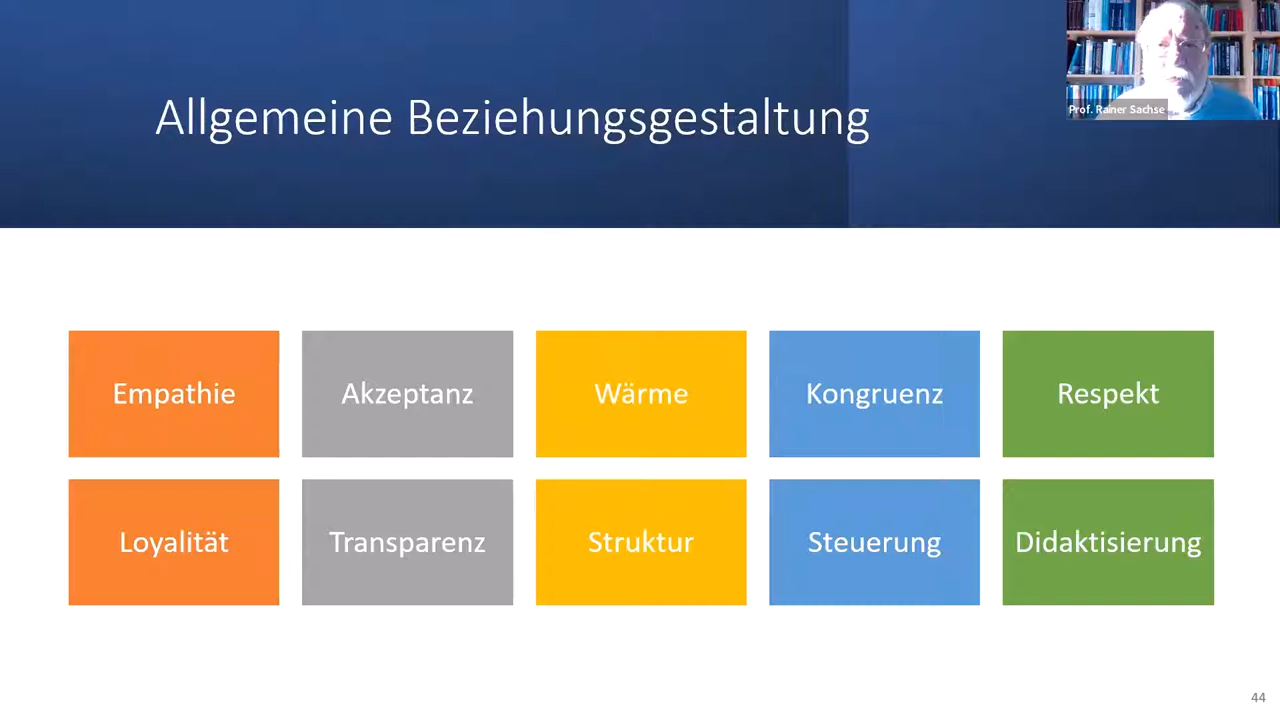 Allgemeine Beziehungsgestaltung
Prof. Rainer Sachse
Empathie
Akzeptanz
Wärme
Kongruenz
Respekt
Loyalität
Transparenz
Struktur
Steuerung
Didaktisierung
44